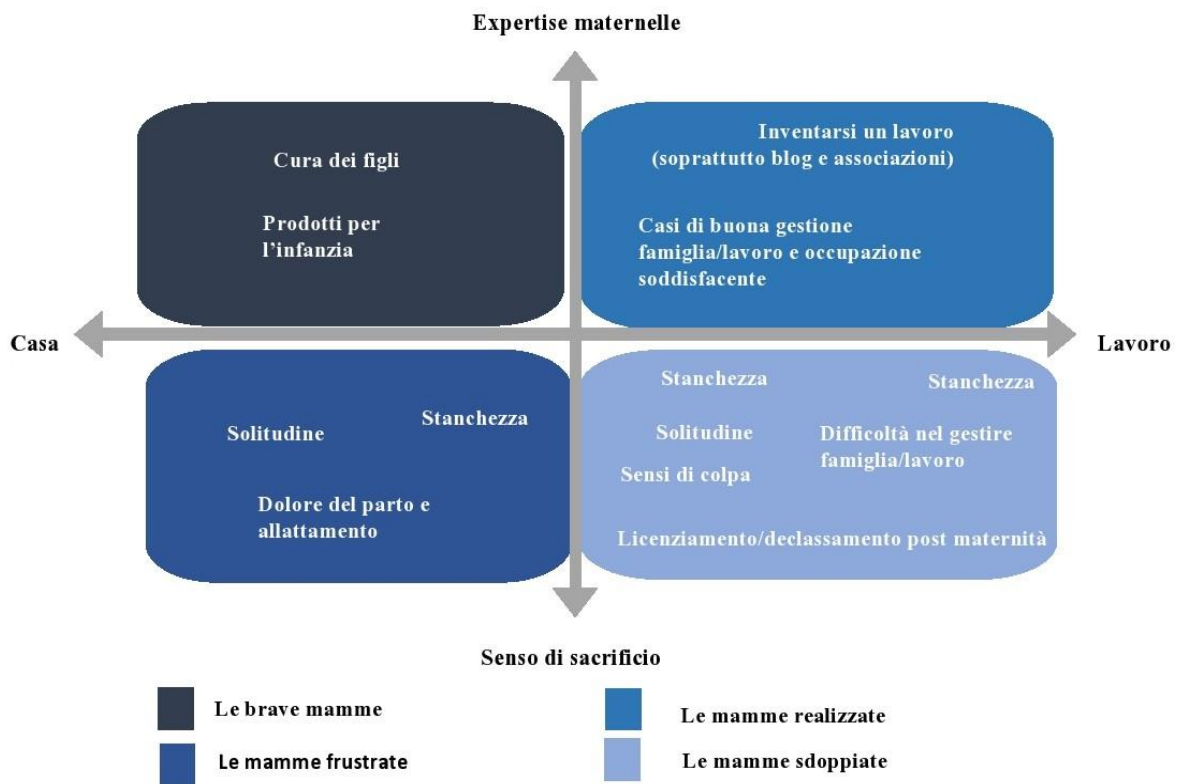 Expertise maternelle
Cura dei figli
Prodotti per
l'infanzia
Inventarsi un lavoro
(soprattutto blog e associazioni)
Casi di buona gestione
famiglia/lavoro e occupazione
soddisfacente
Casa
Lavoro
Solitudine
Stanchezza
Dolore del parto e
allattamento
Stanchezza
Stanchezza
Solitudine
Difficoltà nel gestire
famiglia/lavoro
Sensi di colpa
Licenziamento/declassamento post maternità
Senso di sacrificio
Le brave mamme
Le mamme realizzate
Le mamme frustrate
Le mamme sdoppiate